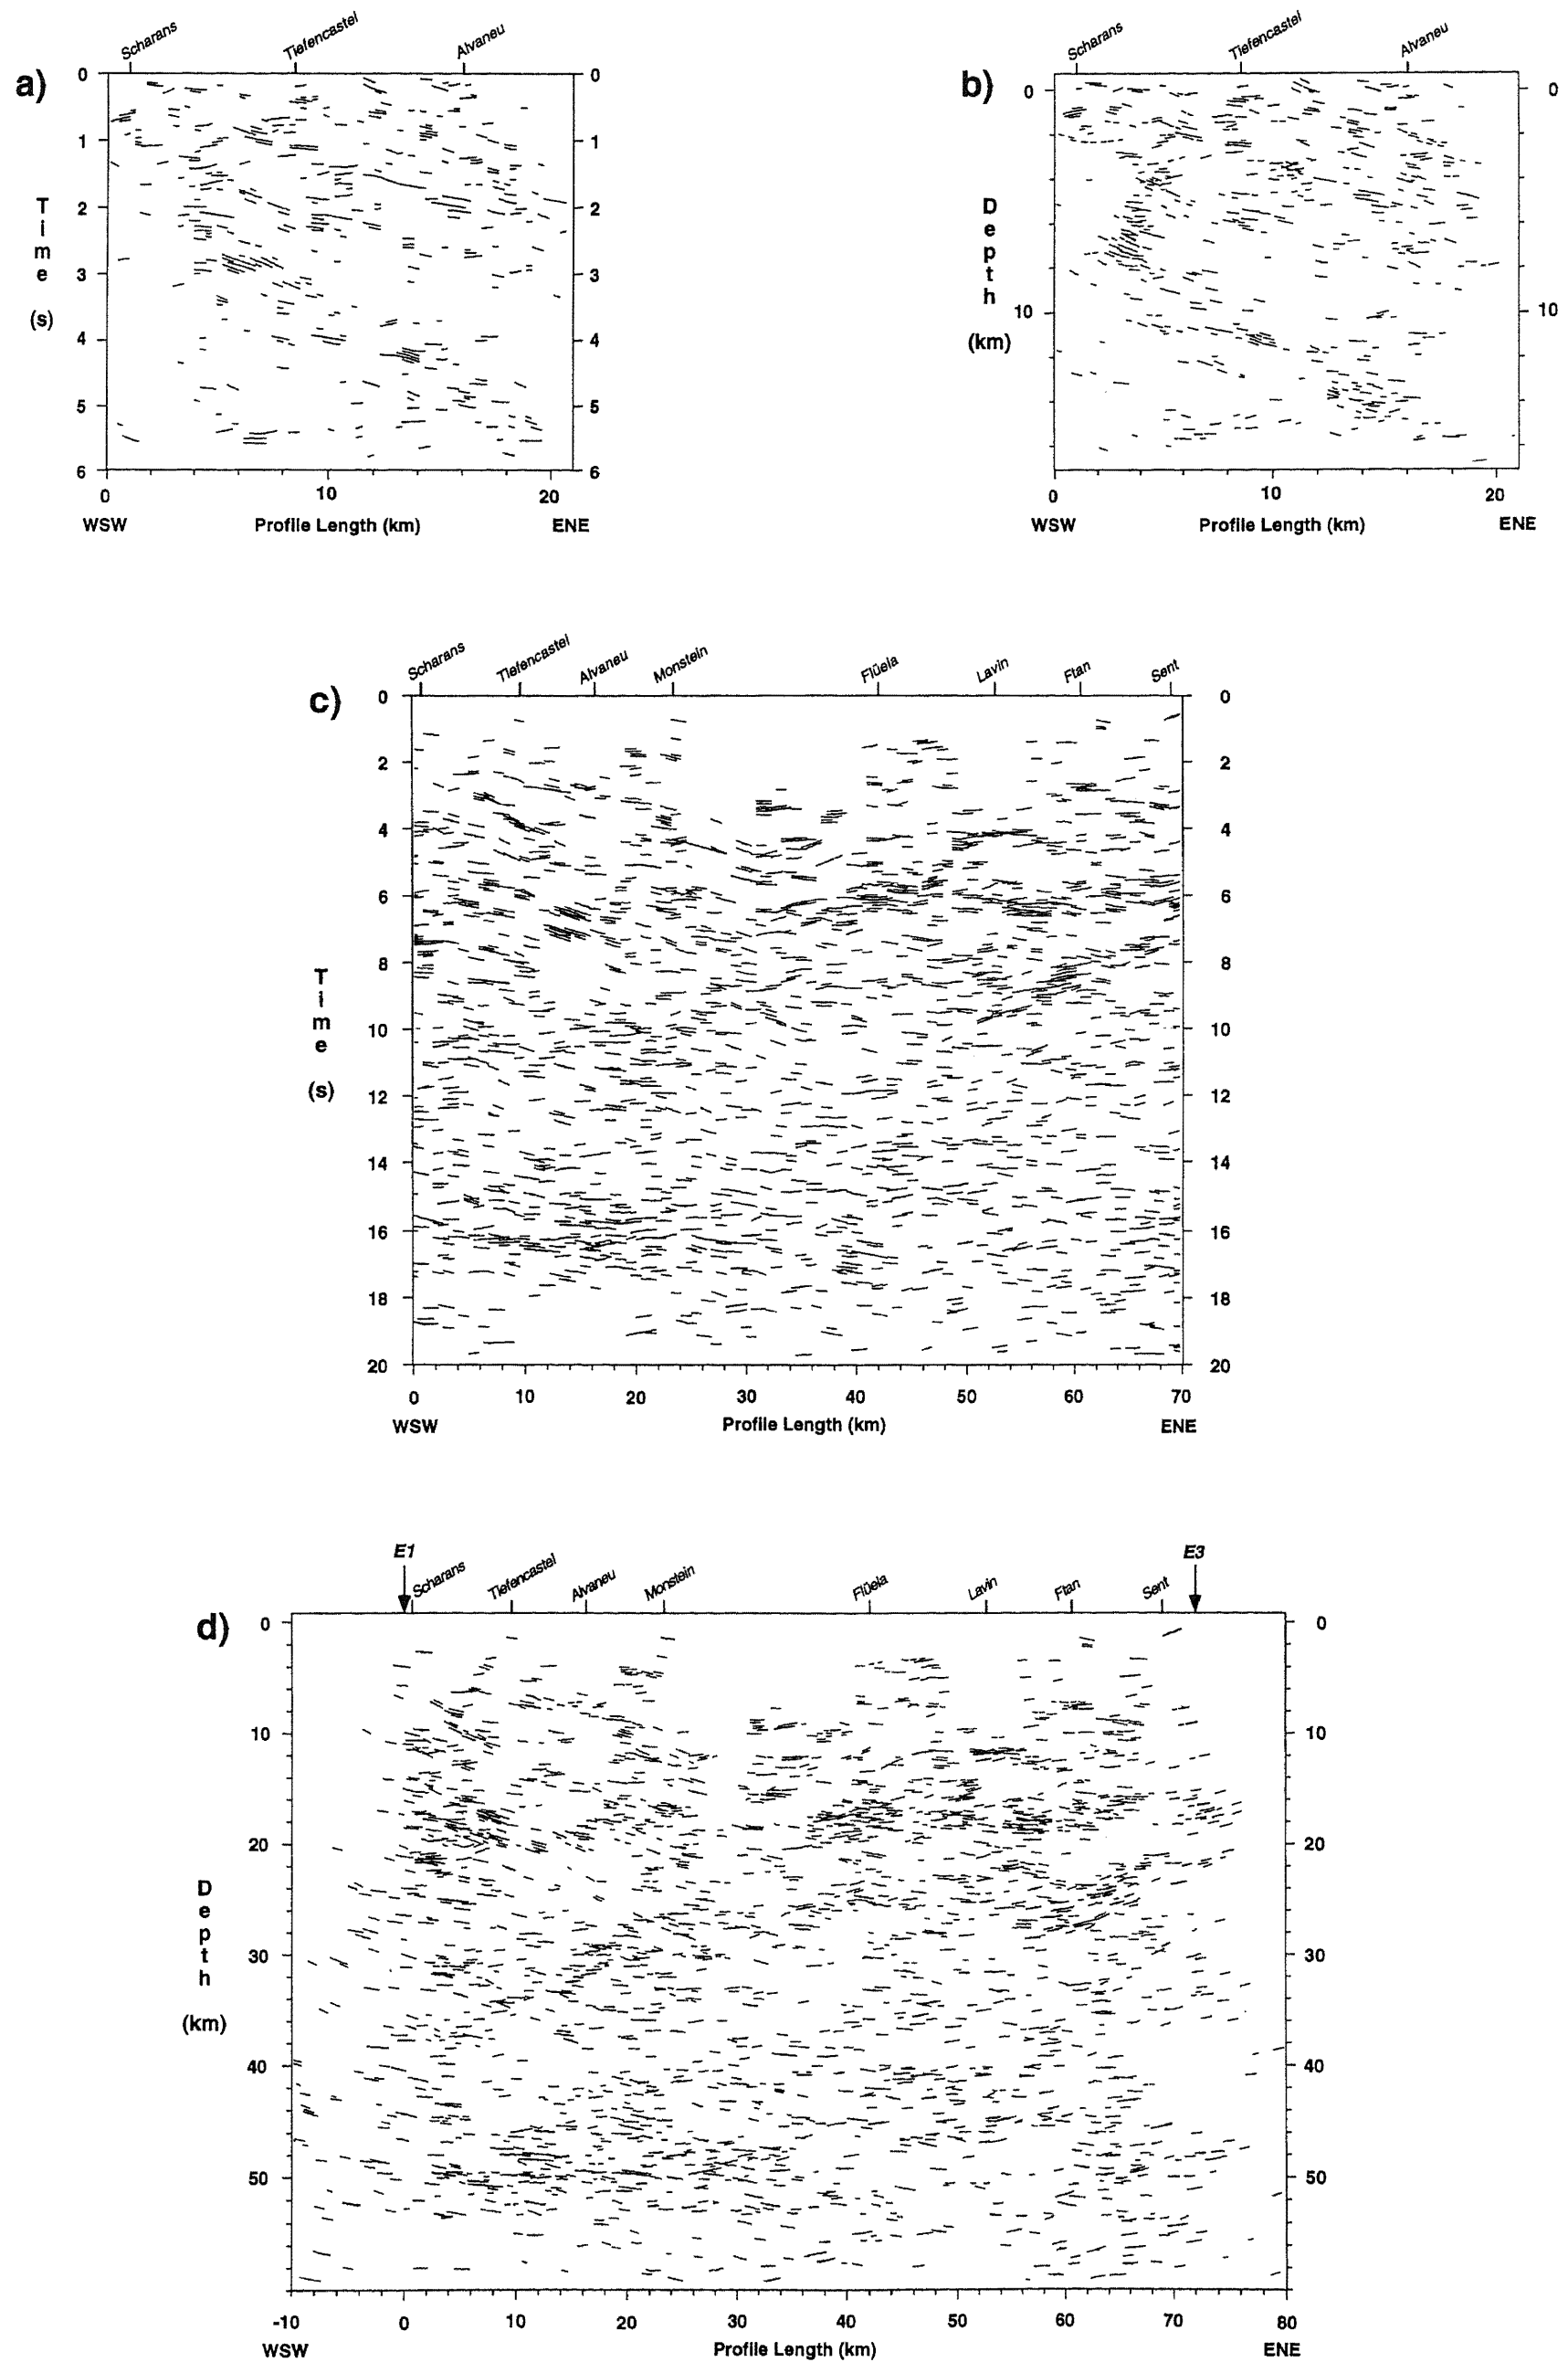 Scharans Tiefencastel Alvaneu
a)
0 0
1 1
2 2
3 3
4 4
5 5
6 6
Time
(s)
0 10 20
WSW Profile Length (km) ENE
Scharans Tiefencastel Alvaneu
b)
0 0
10 10
Depth
(km)
0 10 20
WSW Profile Length (km) ENE
Scharans Tiefencastel Alvaneu Monstein Flüela Lavin Ftan Sent
c)
0 0
2 2
4 4
6 6
8 8
10 10
12 12
14 14
16 16
18 18
20 20
Time
(s)
0 10 20 30 40 50 60 70
WSW Profile Length (km) ENE
E1 E3
Scharans Tiefencastel Alvaneu Monstein Flüela Lavin Ftan Sent
d)
0 0
10 10
20 20
30 30
40 40
50 50
Depth
(km)
-10 0 10 20 30 40 50 60 70 80
WSW Profile Length (km) ENE